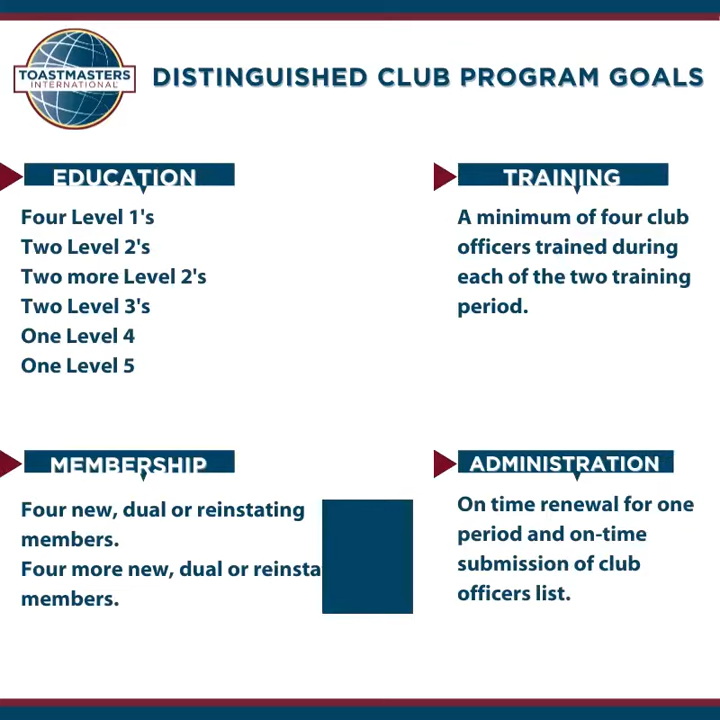 TOASTMASTERS
INTERNATIONAL
DISTINGUISHED CLUB PROGRAM GOALS
EDUCATION
Four Level 1's
Two Level 2's
Two more Level 2's
Two Level 3's
One Level 4
One Level 5
TRAINING
A minimum of four club
officers trained during
each of the two training
period.
MEMBERSHIP
Four new, dual or reinstating
members.
Four more new, dual or
members.
ADMINISTRATION
On time renewal for one
period and on-time
submission of club
officers list.